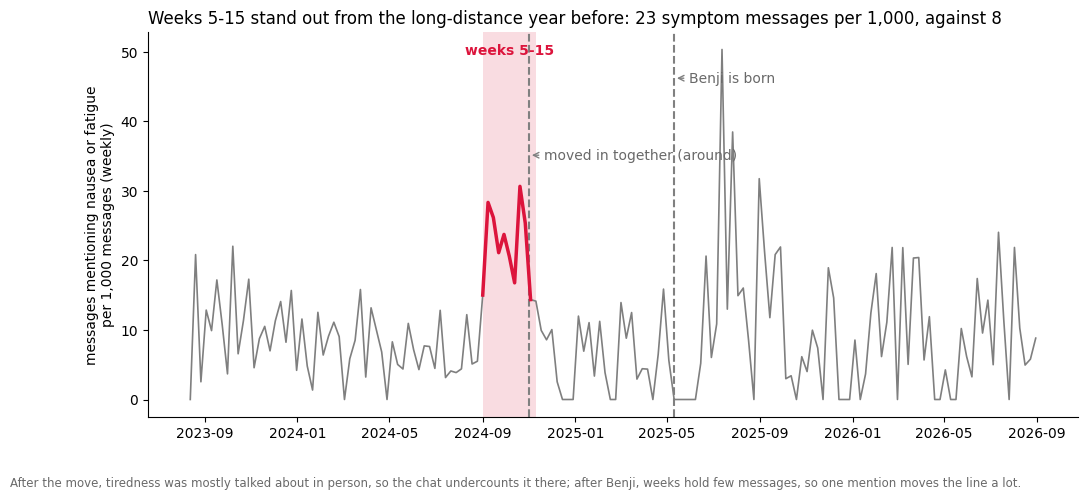 Weeks 5-15 stand out from the long-distance year before: 23 symptom messages per 1,000, against 8
weeks 5-15
Benji is born
moved in together (around)
messages mentioning nausea or fatigue
per 1,000 messages (weekly)
50
40
30
20
10
0
2023-09 2024-01 2024-05 2024-09 2025-01 2025-05 2025-09 2026-01 2026-05 2026-09
After the move, tiredness was mostly talked about in person, so the chat undercounts it there; after Benji, weeks hold few messages, so one mention moves the line a lot.